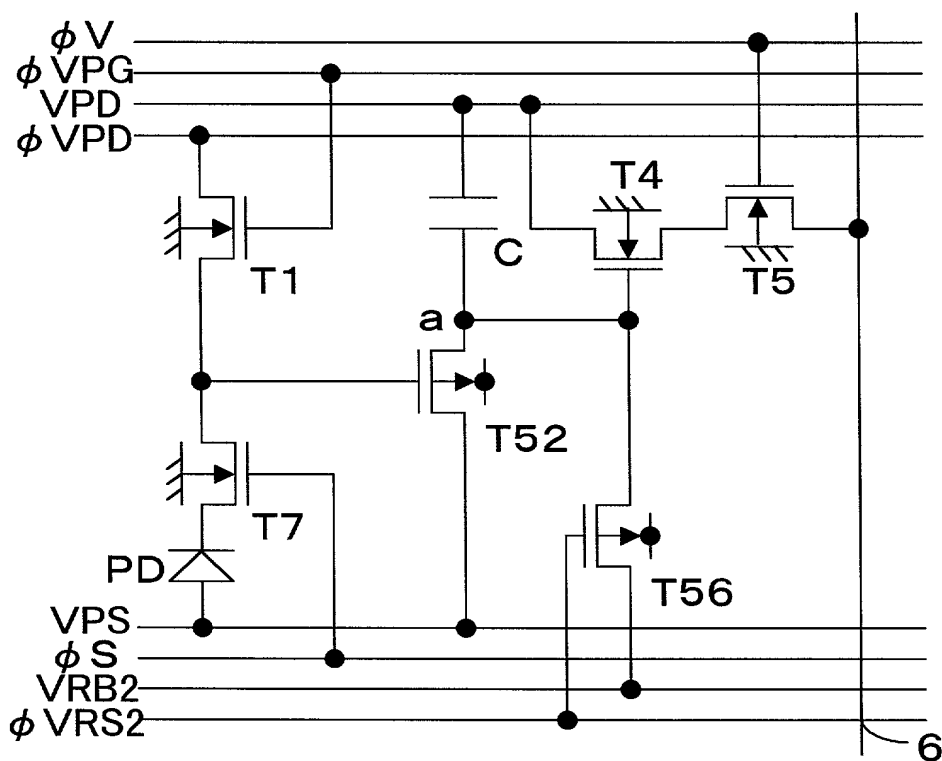 φV
φVPG
VPD
φVPD
T4
T1
C
T5
a
T52
T7
PD
T56
VPS
φS
VRB2
φVRS2
6